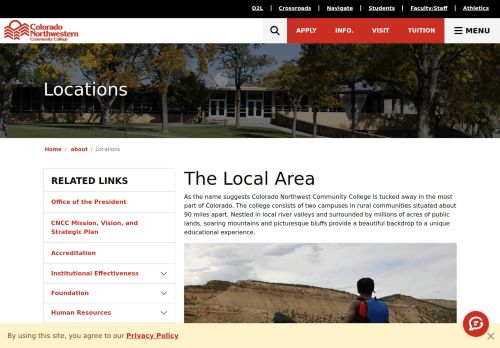 D2L | Crossroads | Navigate | Students | Faculty/Staff | Athletics
Colorado
Northwestern
Community College
APPLY INFO. VISIT TUITION MENU
Locations
Home / about / Locations
RELATED LINKS
Office of the President
CNCC Mission, Vision, and
Strategic Plan
Accreditation
Institutional Effectiveness
Foundation
Human Resources
The Local Area
As the name suggests Colorado Northwest Community College is tucked away in the most
part of Colorado. The college consists of two campuses in rural communities situated about
90 miles apart. Nestled in local river valleys and surrounded by millions of acres of public
lands, soaring mountains and picturesque bluffs provide a beautiful backdrop to a unique
educational experience.
By using this site, you agree to our Privacy Policy